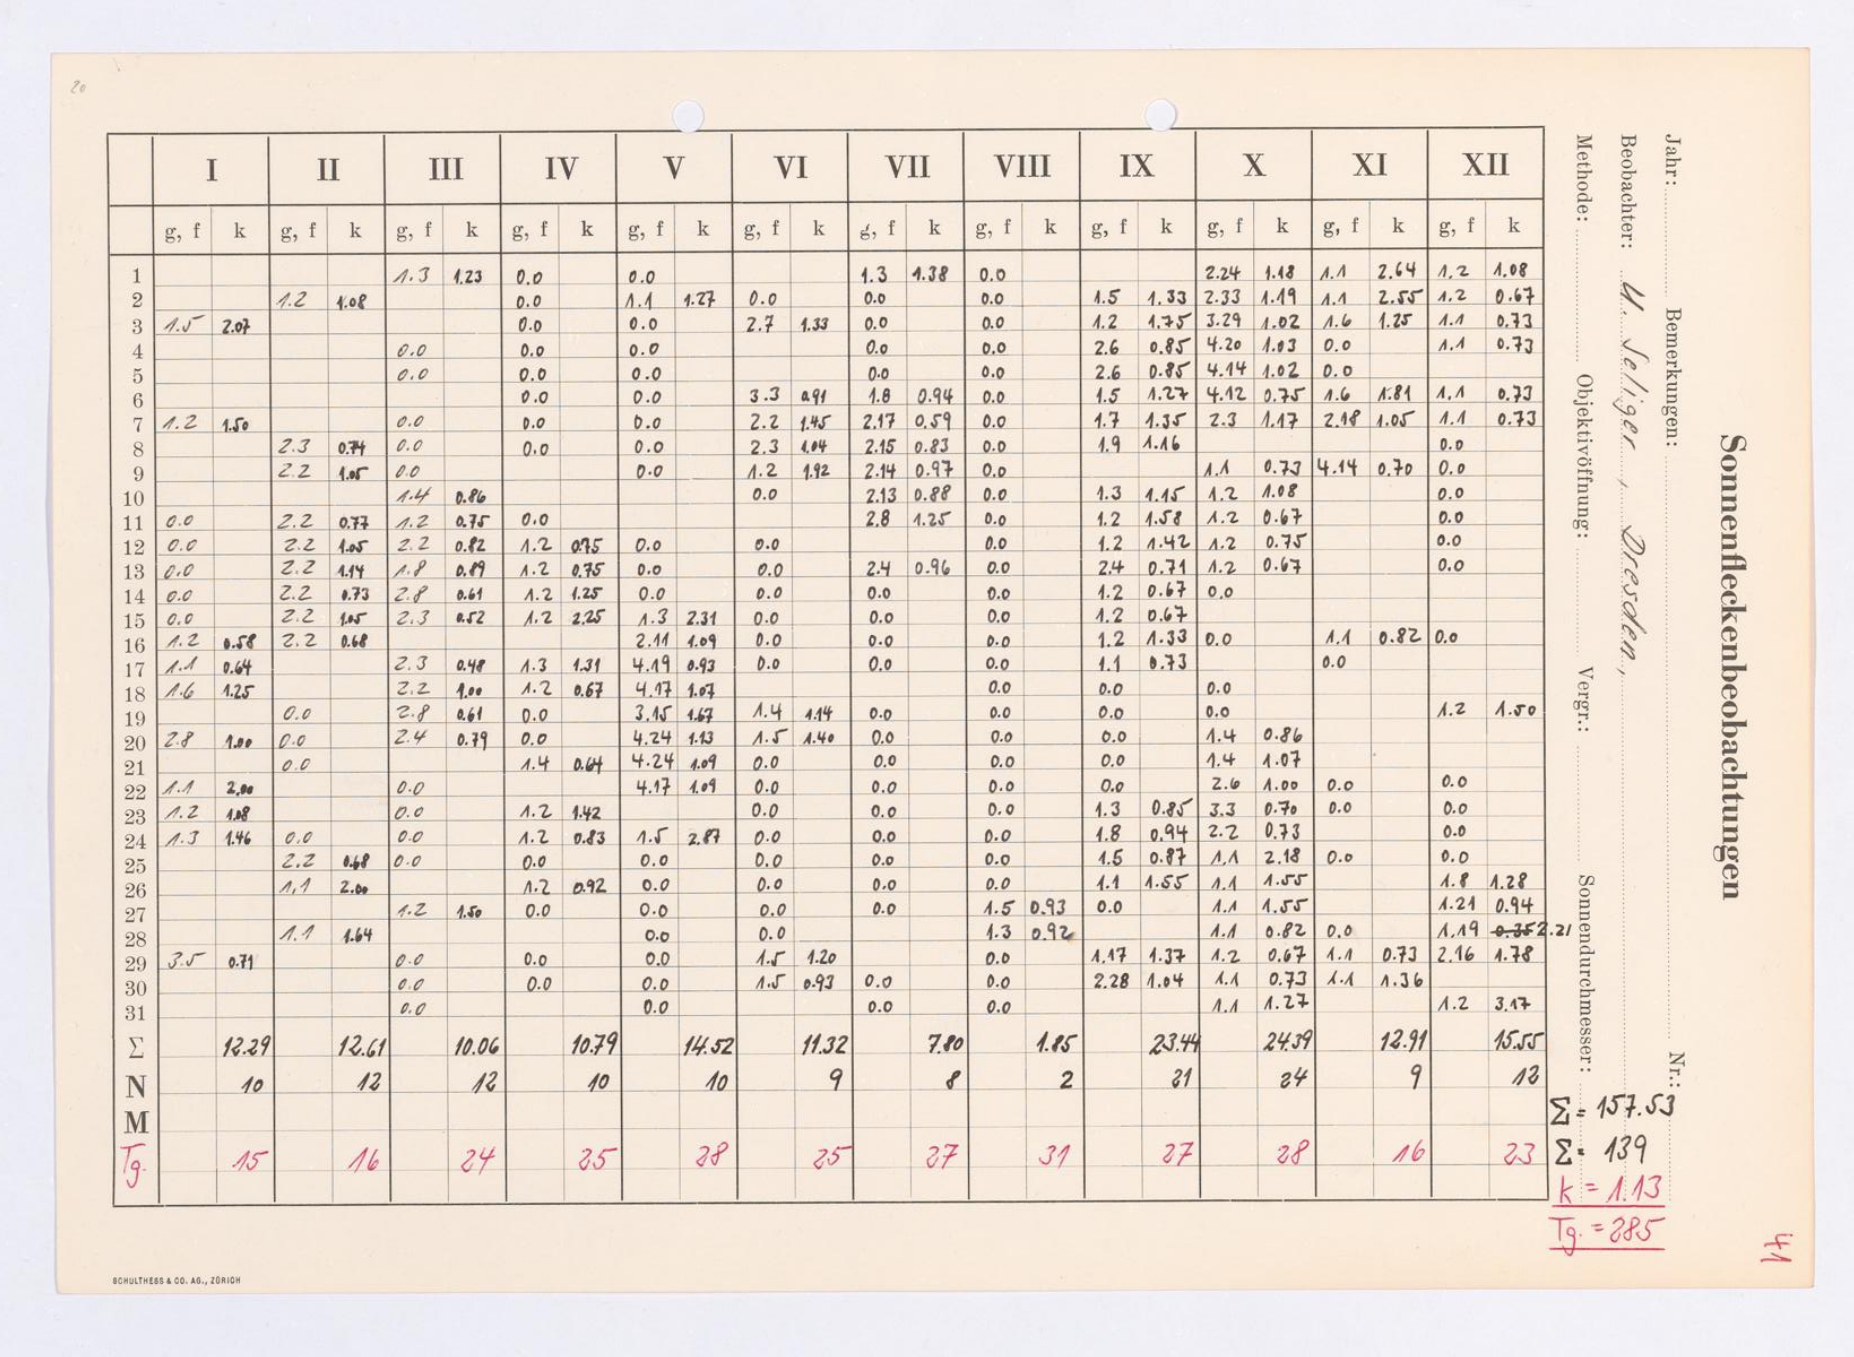 20
Sonnenfleckenbeobachtungen
Jahr: Bemerkungen: Nr.:
Beobachter: U. Seliger, Dresden,
Methode: Objektivöffnung: Vergr.: Sonnendurchmesser:
I II III IV V VI VII VIII IX X XI XII
g, f k g, f k g, f k g, f k g, f k g, f k g, f k g, f k g, f k g, f k g, f k g, f k
1 1.3 1.23 0.0 0.0 1.3 1.38 0.0 2.24 1.18 1.1 2.64 1.2 1.08
2 1.2 1.08 0.0 1.1 1.27 0.0 0.0 0.0 1.5 1.33 2.33 1.19 1.1 2.55 1.2 0.67
3 1.5 2.07 0.0 0.0 2.7 1.33 0.0 0.0 1.2 1.75 3.29 1.02 1.6 1.25 1.1 0.73
4 0.0 0.0 0.0 0.0 0.0 2.6 0.85 4.20 1.03 0.0 1.1 0.73
5 0.0 0.0 0.0 0.0 0.0 2.6 0.85 4.14 1.02 0.0
6 0.0 0.0 3.3 0.91 1.8 0.94 0.0 1.5 1.27 4.12 0.75 1.6 1.81 1.1 0.73
7 1.2 1.50 0.0 0.0 0.0 2.2 1.45 2.17 0.59 0.0 1.7 1.35 2.3 1.17 2.18 1.05 1.1 0.73
8 2.3 0.74 0.0 0.0 0.0 2.3 1.04 2.15 0.83 0.0 1.9 1.16 0.0
9 2.2 1.05 0.0 0.0 1.2 1.92 2.14 0.97 0.0 1.1 0.73 4.14 0.70 0.0
10 1.4 0.86 0.0 2.13 0.88 0.0 1.3 1.15 1.2 1.08 0.0
11 0.0 2.2 0.77 1.2 0.75 0.0 2.8 1.25 0.0 1.2 1.58 1.2 0.67 0.0
12 0.0 2.2 1.05 2.2 0.82 1.2 0.75 0.0 0.0 0.0 1.2 1.42 1.2 0.75 0.0
13 0.0 2.2 1.14 1.8 0.89 1.2 0.75 0.0 0.0 2.4 0.96 0.0 2.4 0.71 1.2 0.67 0.0
14 0.0 2.2 0.73 2.8 0.61 1.2 1.25 0.0 0.0 0.0 0.0 1.2 0.67 0.0
15 0.0 2.2 1.05 2.3 0.52 1.2 2.25 1.3 2.31 0.0 0.0 0.0 1.2 0.67
16 1.2 0.58 2.2 0.68 2.11 1.09 0.0 0.0 0.0 1.2 1.33 0.0 1.1 0.82 0.0
17 1.1 0.64 2.3 0.48 1.3 1.31 4.19 0.93 0.0 0.0 0.0 1.1 0.73 0.0
18 1.6 1.25 2.2 1.00 1.2 0.67 4.17 1.07 0.0 0.0 0.0
19 0.0 2.8 0.61 0.0 3.15 1.67 1.4 1.14 0.0 0.0 0.0 0.0 1.2 1.50
20 2.8 1.00 0.0 2.4 0.79 0.0 4.24 1.13 1.5 1.40 0.0 0.0 0.0 1.4 0.86
21 0.0 1.4 0.64 4.24 1.09 0.0 0.0 0.0 0.0 1.4 1.07
22 1.1 2.00 0.0 4.17 1.09 0.0 0.0 0.0 0.0 2.6 1.00 0.0 0.0
23 1.2 1.08 0.0 1.2 1.42 0.0 0.0 0.0 1.3 0.85 3.3 0.70 0.0 0.0
24 1.3 1.46 0.0 0.0 1.2 0.83 1.5 2.87 0.0 0.0 0.0 1.8 0.94 2.2 0.73 0.0
25 2.2 0.68 0.0 0.0 0.0 0.0 0.0 0.0 1.5 0.87 1.1 2.18 0.0 0.0
26 1.1 2.00 1.2 0.92 0.0 0.0 0.0 0.0 1.1 1.55 1.1 1.55 1.8 1.28
27 1.2 1.50 0.0 0.0 0.0 0.0 1.5 0.93 0.0 1.1 1.55 1.21 0.94
28 1.1 1.64 0.0 0.0 1.3 0.92 1.1 0.82 0.0 1.19 0.35 2.21
29 3.5 0.71 0.0 0.0 0.0 1.5 1.20 0.0 1.17 1.37 1.2 0.67 1.1 0.73 2.16 1.78
30 0.0 0.0 0.0 1.5 0.93 0.0 0.0 2.28 1.04 1.1 0.73 1.1 1.36
31 0.0 0.0 0.0 0.0 1.1 1.27 1.2 3.17
Σ 12.29 12.61 10.06 10.79 14.52 11.32 7.80 1.85 23.44 24.39 12.91 15.55
N 10 12 12 10 10 9 8 2 21 24 9 12
M
Tg. 15 16 24 25 28 25 27 31 27 28 16 23
Σ = 157.53
Σ = 139
k = 1.13
Tg. = 285
41
SCHULTHESS & CO. AG., ZÜRICH